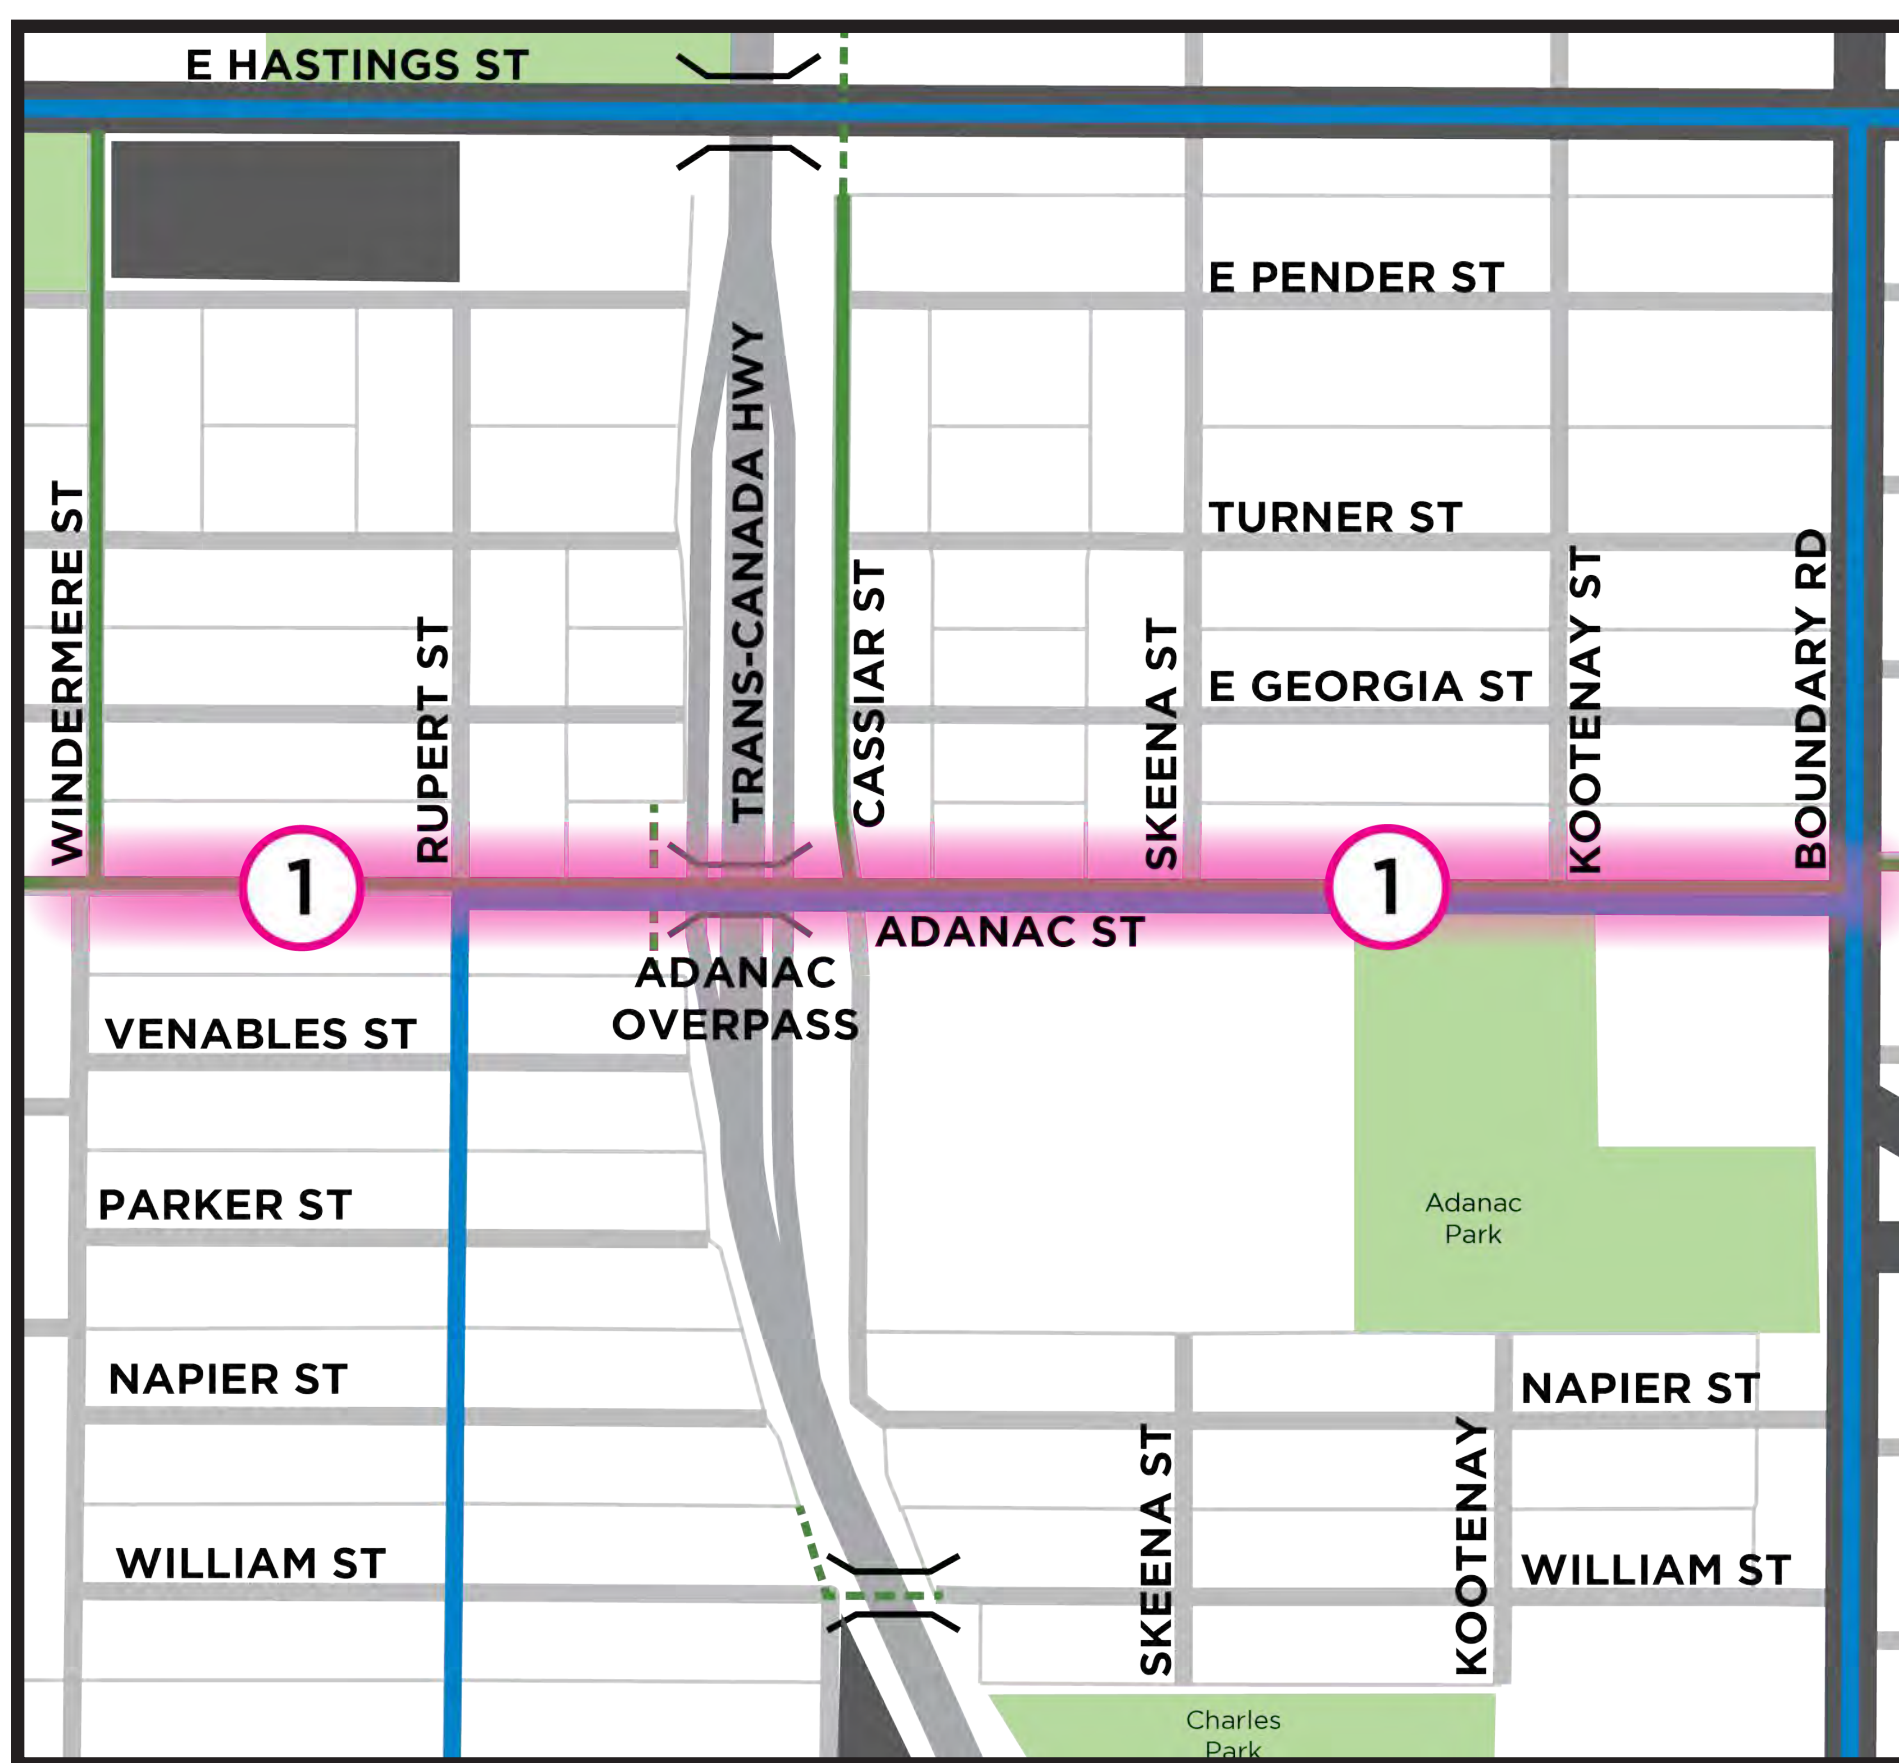 E HASTINGS ST
E PENDER ST
TRANS-CANADA HWY
WINDERMERE ST
TURNER ST
RUPERT ST
CASSIAR ST
SKEENA ST
KOOTENAY ST
BOUNDARY RD
E GEORGIA ST
1
1
ADANAC ST
ADANAC
OVERPASS
VENABLES ST
PARKER ST
Adanac
Park
NAPIER ST
NAPIER ST
SKEENA ST
KOOTENAY
WILLIAM ST
WILLIAM ST
Charles
Park